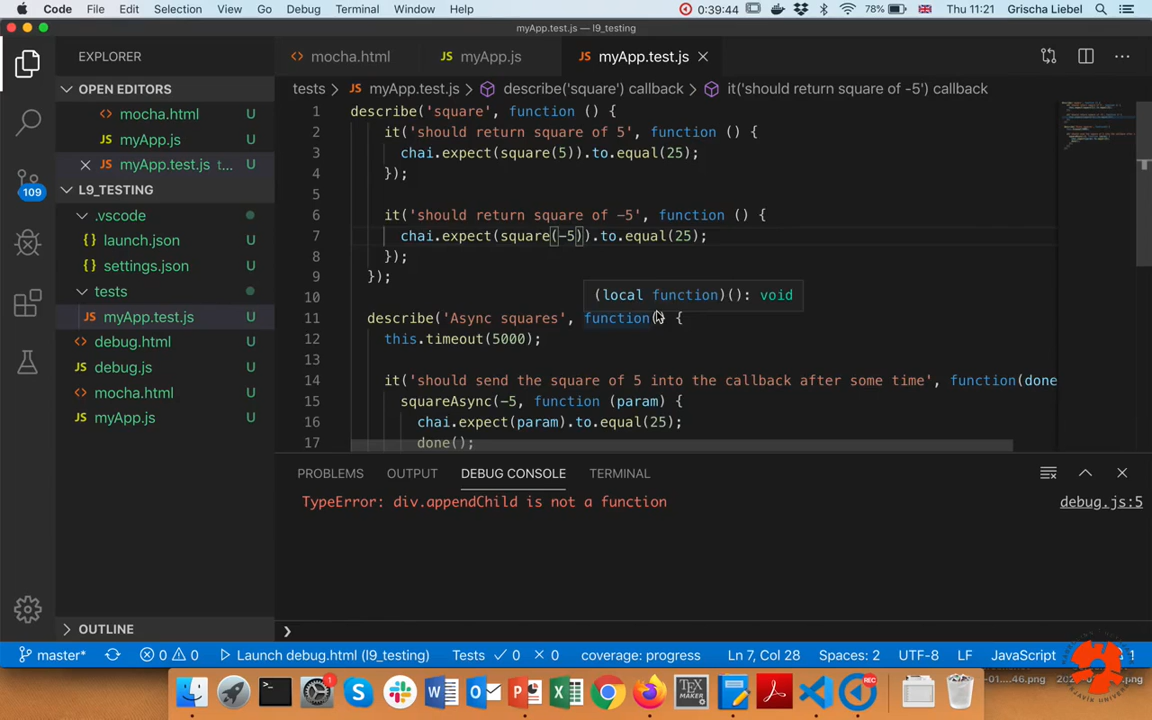 Code File Edit Selection View Go Debug Terminal Window Help 0:39:44 78% Thu 11:21 Grischa Liebel
myApp.test.js — l9_testing
EXPLORER
mocha.html
myApp.js
myApp.test.js
OPEN EDITORS
mocha.html U
myApp.js U
myApp.test.js t... U
L9_TESTING
.vscode
launch.json U
settings.json U
tests
myApp.test.js U
debug.html U
debug.js U
mocha.html U
myApp.js U
109
tests > myApp.test.js > describe('square') callback > it('should return square of -5') callback
1 describe('square', function () {
2 it('should return square of 5', function () {
3 chai.expect(square(5)).to.equal(25);
4 });
5
6 it('should return square of -5', function () {
7 chai.expect(square(-5)).to.equal(25);
8 });
9 });
10
(local function)(): void
11 describe('Async squares', function() {
12 this.timeout(5000);
13
14 it('should send the square of 5 into the callback after some time', function(done
15 squareAsync(-5, function (param) {
16 chai.expect(param).to.equal(25);
17 done();
PROBLEMS OUTPUT DEBUG CONSOLE TERMINAL
TypeError: div.appendChild is not a function debug.js:5
OUTLINE
master* 0 0 Launch debug.html (l9_testing) Tests 0 0 coverage: progress Ln 7, Col 28 Spaces: 2 UTF-8 LF JavaScript 1